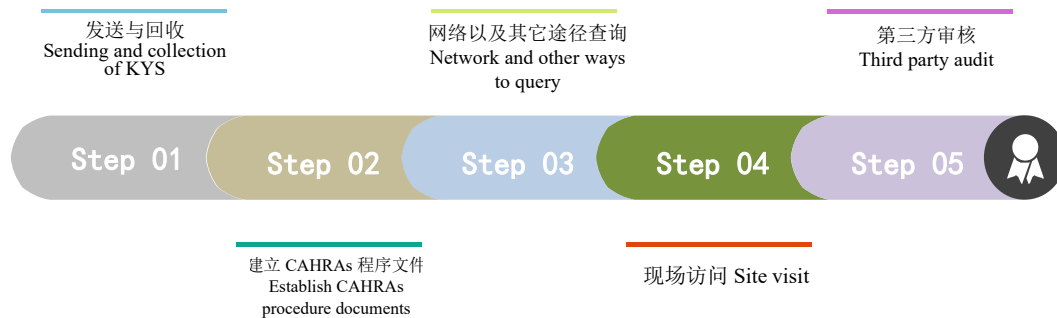 发送与回收
Sending and collection
of KYS
网络以及其它途径查询
Network and other ways
to query
第三方审核
Third party audit
Step 01
Step 02
Step 03
Step 04
Step 05
建立 CAHRAs 程序文件
Establish CAHRAs
procedure documents
现场访问 Site visit